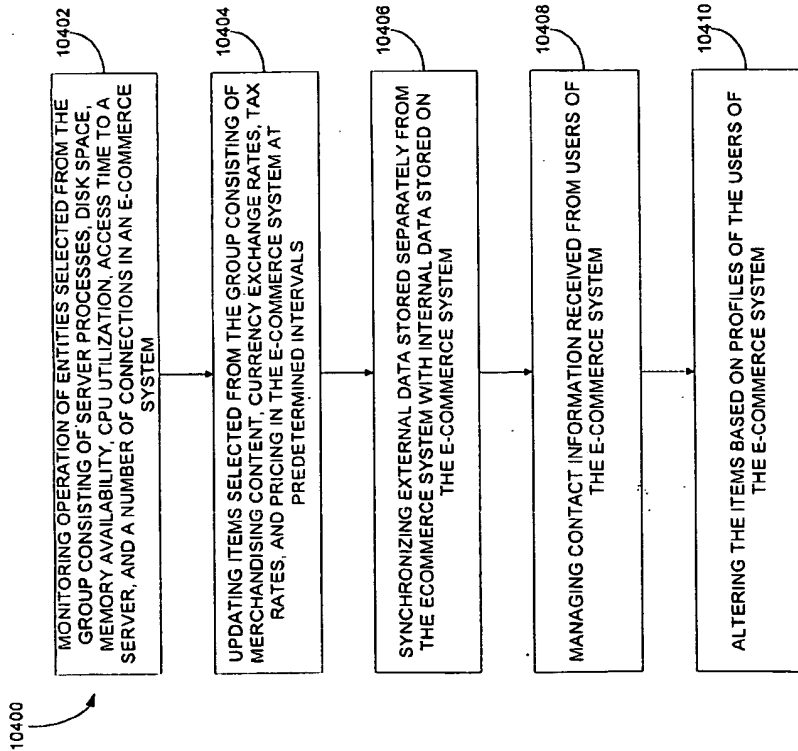 10400
10402
MONITORING OPERATION OF ENTITIES SELECTED FROM THE
GROUP CONSISTING OF SERVER PROCESSES, DISK SPACE,
MEMORY AVAILABILITY, CPU UTILIZATION, ACCESS TIME TO A
SERVER, AND A NUMBER OF CONNECTIONS IN AN E-COMMERCE
SYSTEM
10404
UPDATING ITEMS SELECTED FROM THE GROUP CONSISTING OF
MERCHANDISING CONTENT, CURRENCY EXCHANGE RATES, TAX
RATES, AND PRICING IN THE E-COMMERCE SYSTEM AT
PREDETERMINED INTERVALS
10406
SYNCHRONIZING EXTERNAL DATA STORED SEPARATELY FROM
THE ECOMMERCE SYSTEM WITH INTERNAL DATA STORED ON
THE E-COMMERCE SYSTEM
10408
MANAGING CONTACT INFORMATION RECEIVED FROM USERS OF
THE E-COMMERCE SYSTEM
10410
ALTERING THE ITEMS BASED ON PROFILES OF THE USERS OF
THE E-COMMERCE SYSTEM